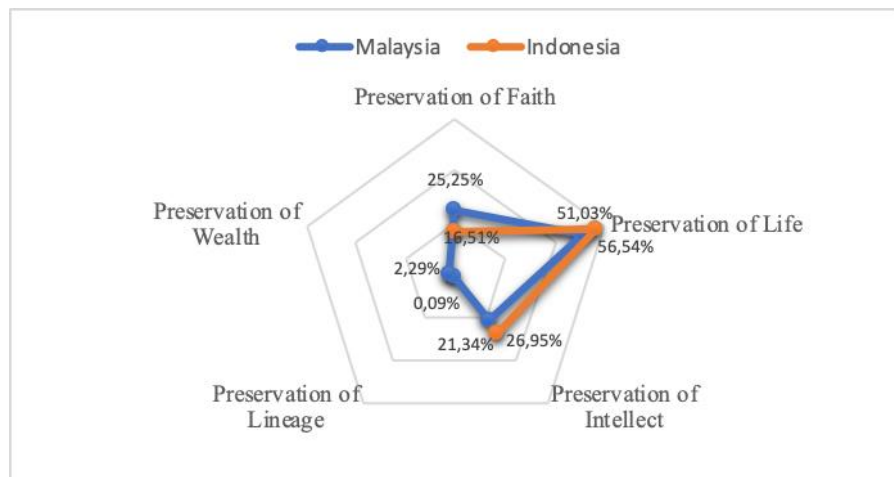 Malaysia Indonesia
Preservation of Faith
25,25%
16,51%
51,03%
Preservation of Life
56,54%
Preservation of
Wealth
2,29%
0,09%
21,34%
26,95%
Preservation of
Lineage
Preservation of
Intellect